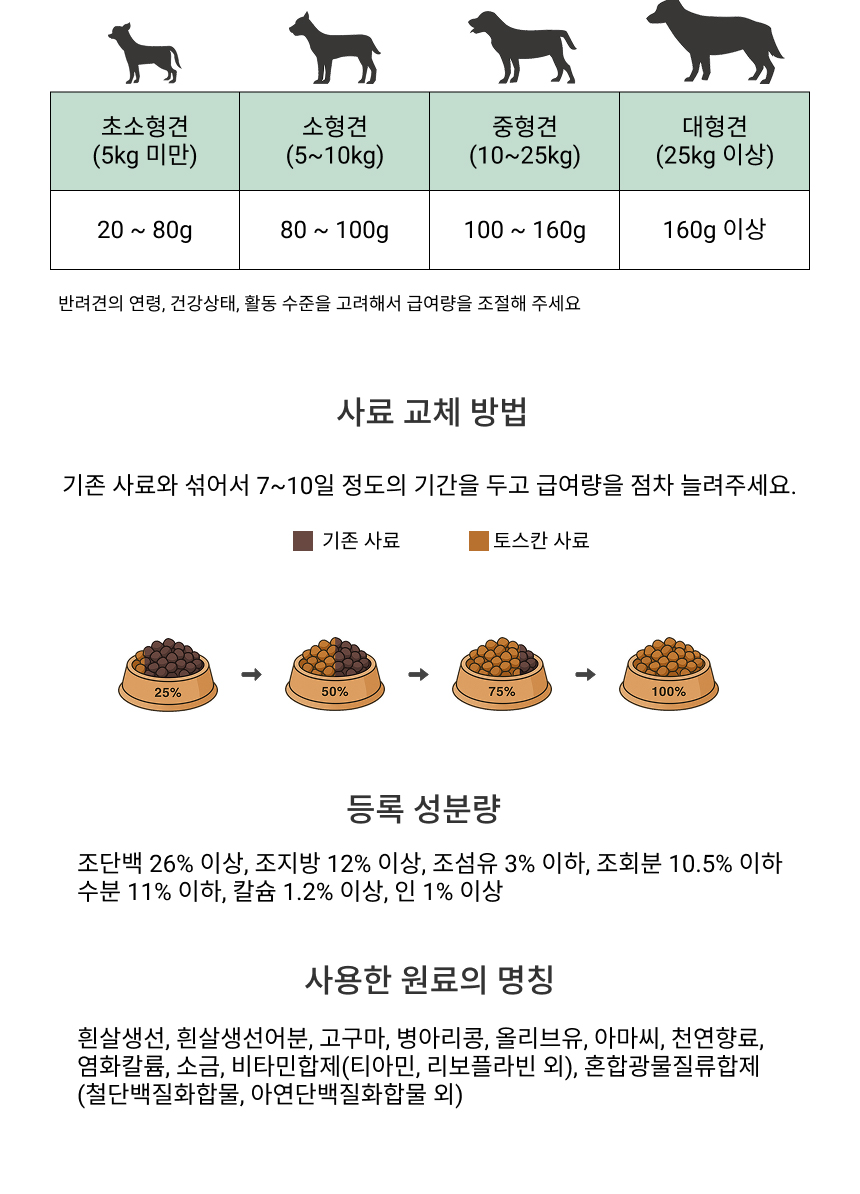 초소형견
(5kg 미만)
소형견
(5~10kg)
중형견
(10~25kg)
대형견
(25kg 이상)
20 ~ 80g
80 ~ 100g
100 ~ 160g
160g 이상
반려견의 연령, 건강상태, 활동 수준을 고려해서 급여량을 조절해 주세요
사료 교체 방법
기존 사료와 섞어서 7~10일 정도의 기간을 두고 급여량을 점차 늘려주세요.
기존 사료
토스칸 사료
25%
50%
75%
100%
등록 성분량
조단백 26% 이상, 조지방 12% 이상, 조섬유 3% 이하, 조회분 10.5% 이하
수분 11% 이하, 칼슘 1.2% 이상, 인 1% 이상
사용한 원료의 명칭
흰살생선, 흰살생선어분, 고구마, 병아리콩, 올리브유, 아마씨, 천연향료,
염화칼륨, 소금, 비타민합제(티아민, 리보플라빈 외), 혼합광물질류합제
(철단백질화합물, 아연단백질화합물 외)